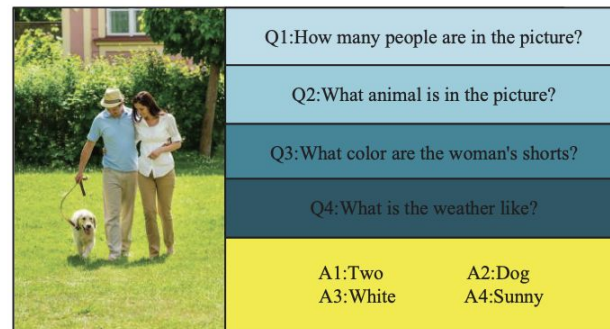 Q1:How many people are in the picture?
Q2:What animal is in the picture?
Q3:What color are the woman's shorts?
Q4:What is the weather like?
A1:Two A2:Dog
A3:White A4:Sunny